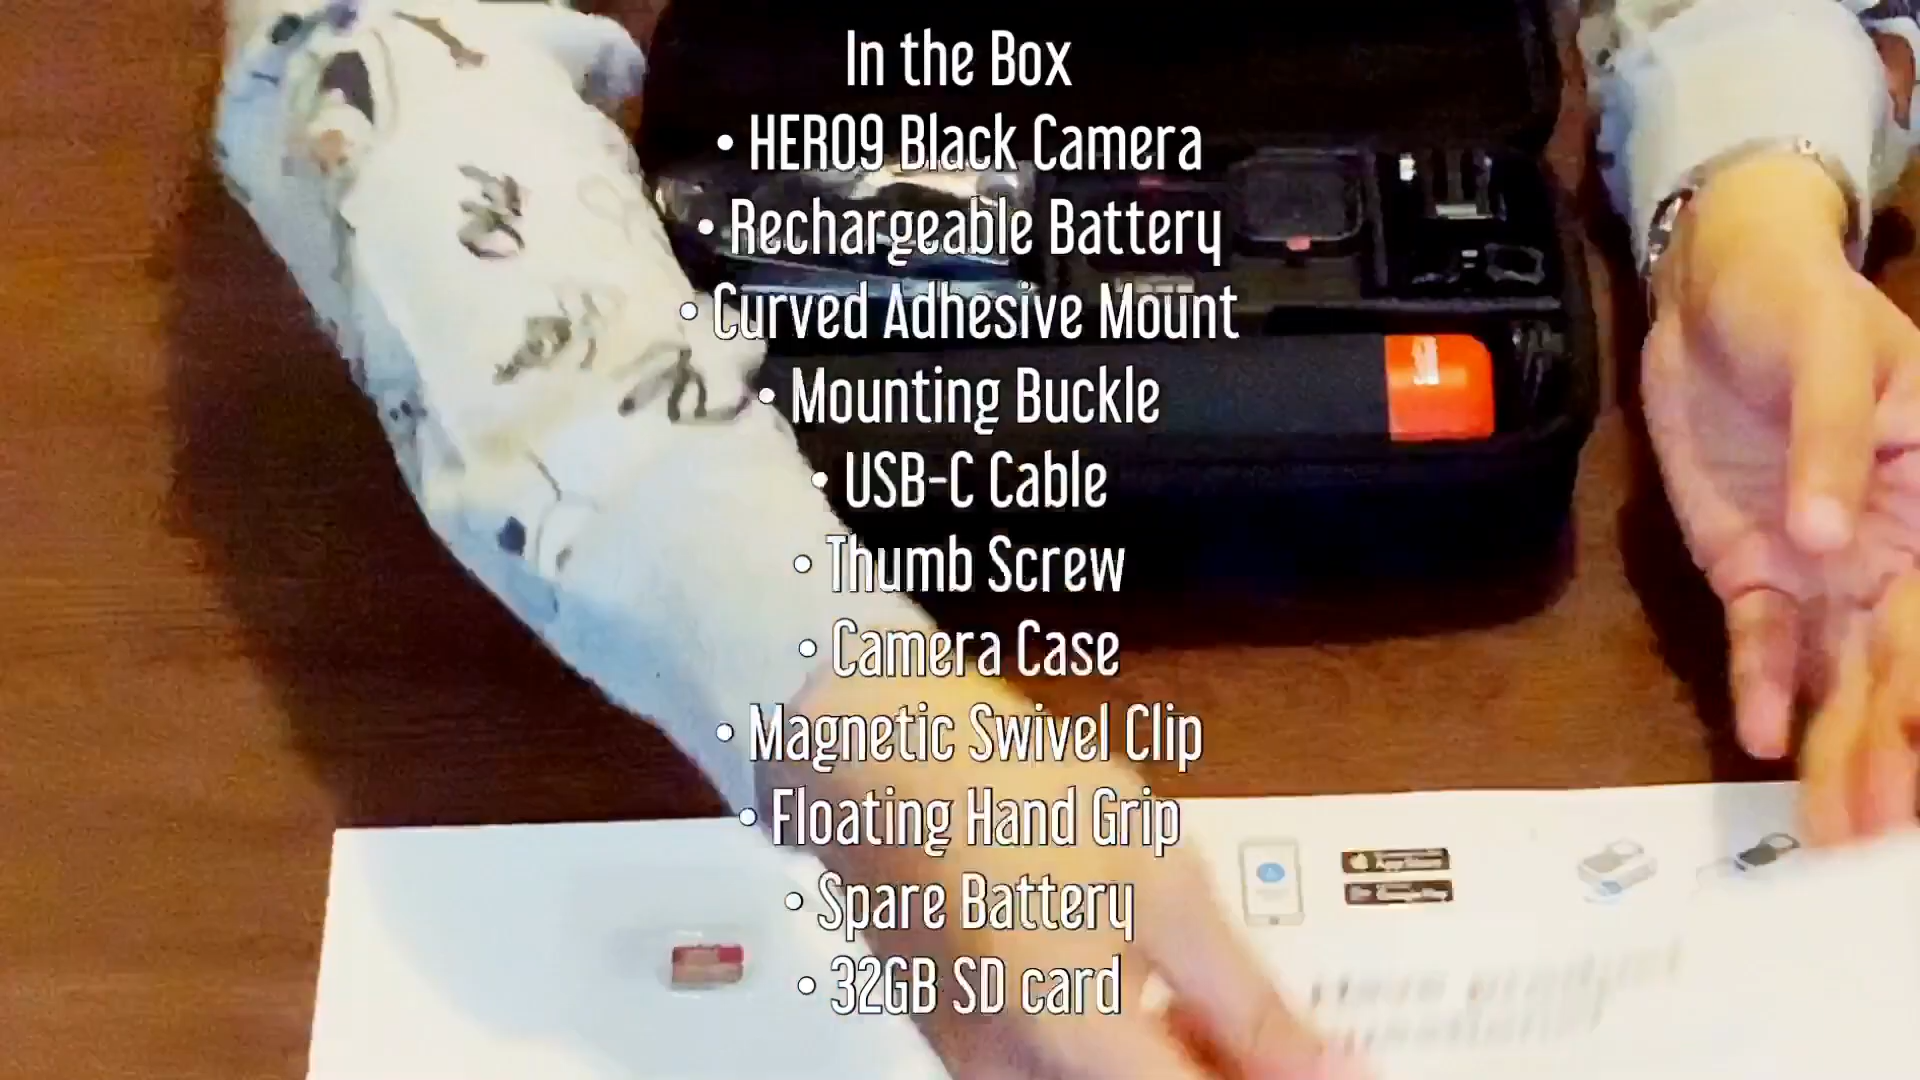 In the Box
• HERO9 Black Camera
• Rechargeable Battery
• Curved Adhesive Mount
• Mounting Buckle
• USB-C Cable
• Thumb Screw
• Camera Case
• Magnetic Swivel Clip
• Floating Hand Grip
• Spare Battery
• 32GB SD card